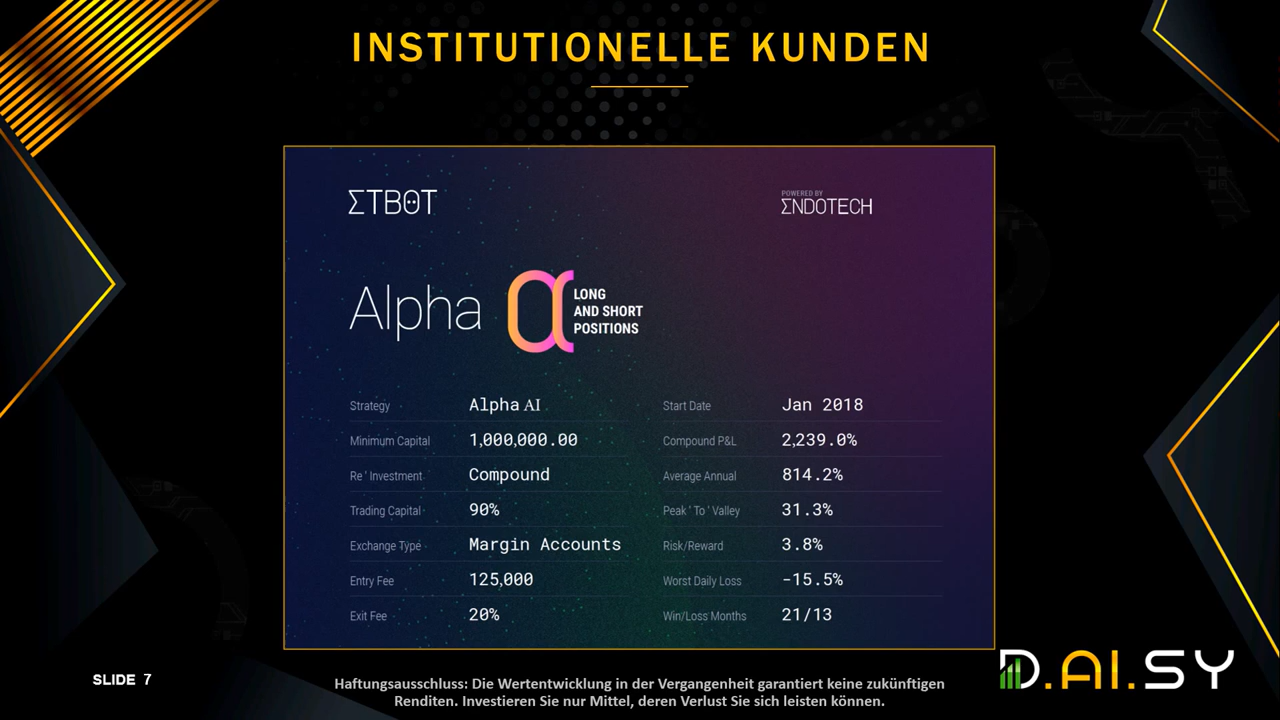 INSTITUTIONELLE KUNDEN
ΣTBOT
POWERED BY
ΣNDOTECH
Alpha
α
LONG
AND SHORT
POSITIONS
Strategy Alpha AI Start Date Jan 2018
Minimum Capital 1,000,000.00 Compound P&L 2,239.0%
Re ' Investment Compound Average Annual 814.2%
Trading Capital 90% Peak ' To ' Valley 31.3%
Exchange Type Margin Accounts Risk/Reward 3.8%
Entry Fee 125,000 Worst Daily Loss -15.5%
Exit Fee 20% Win/Loss Months 21/13
D.AI.SY
SLIDE 7
Haftungsausschluss: Die Wertentwicklung in der Vergangenheit garantiert keine zukünftigen
Renditen. Investieren Sie nur Mittel, deren Verlust Sie sich leisten können.